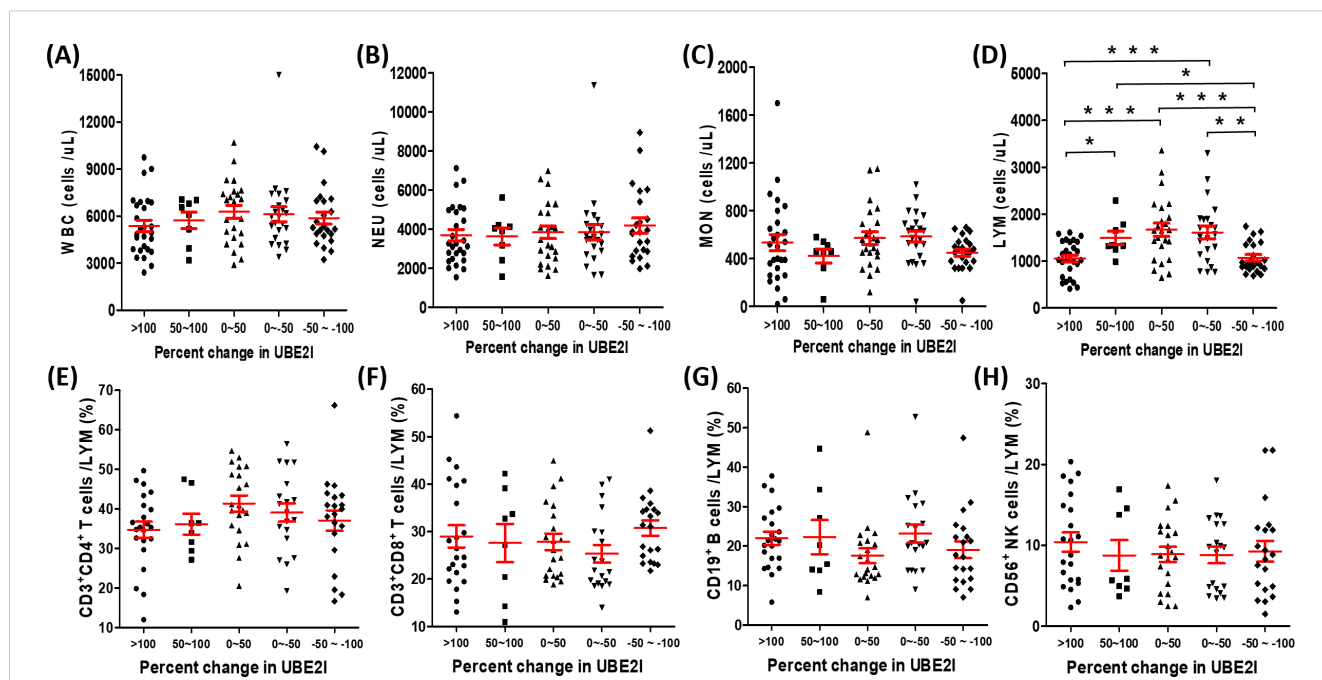 (A)
WBC (cells /uL)
15000
12000
9000
6000
3000
0
>100 50~100 0~50 0~-50 -50 ~ -100
Percent change in UBE2I
(B)
NEU (cells /uL)
12000
10000
8000
6000
4000
2000
0
>100 50~100 0~50 0~-50 -50 ~ -100
Percent change in UBE2I
(C)
MON (cells /uL)
2000
1600
1200
800
400
0
>100 50~100 0~50 0~-50 -50 ~ -100
Percent change in UBE2I
(D)
LYM (cells /uL)
5000
4000
3000
2000
1000
0
* * *
*
* * *
* * *
* *
*
>100 50~100 0~50 0~-50 -50 ~ -100
Percent change in UBE2I
(E)
CD3⁺CD4⁺ T cells /LYM (%)
70
60
50
40
30
20
10
>100 50~100 0~50 0~-50 -50 ~ -100
Percent change in UBE2I
(F)
CD3⁺CD8⁺ T cells /LYM (%)
60
50
40
30
20
10
>100 50~100 0~50 0~-50 -50 ~ -100
Percent change in UBE2I
(G)
CD19⁺ B cells /LYM (%)
60
50
40
30
20
10
0
>100 50~100 0~50 0~-50 -50 ~ -100
Percent change in UBE2I
(H)
CD56⁺ NK cells /LYM (%)
30
20
10
0
>100 50~100 0~50 0~-50 -50 ~ -100
Percent change in UBE2I